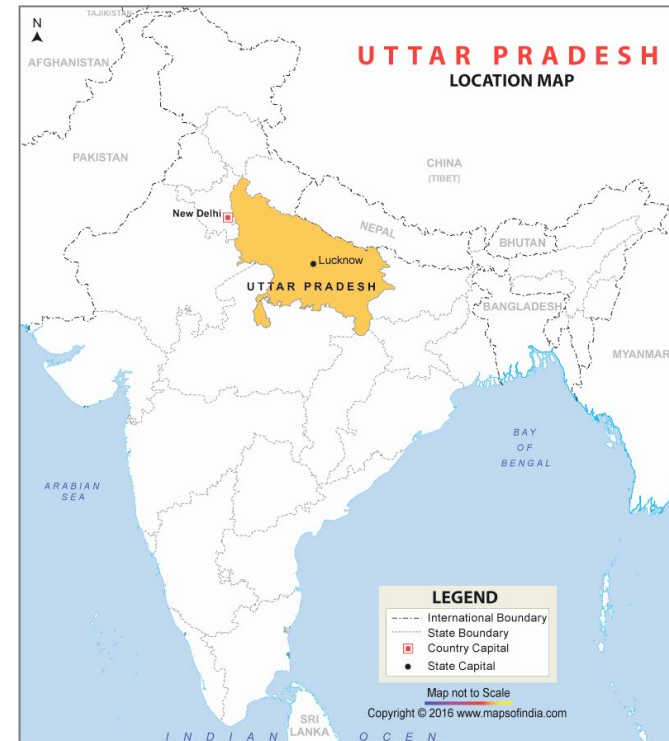 TAJIKISTAN
N
UTTAR PRADESH
LOCATION MAP
AFGHANISTAN
PAKISTAN
CHINA
(TIBET)
New Delhi
NEPAL
BHUTAN
Lucknow
UTTAR PRADESH
BANGLADESH
MYANMAR
BAY
OF
BENGAL
ARABIAN
SEA
LEGEND
International Boundary
State Boundary
Country Capital
State Capital
Map not to Scale
Copyright © 2016 www.mapsofindia.com
SRI
LANKA
INDIAN OCEN